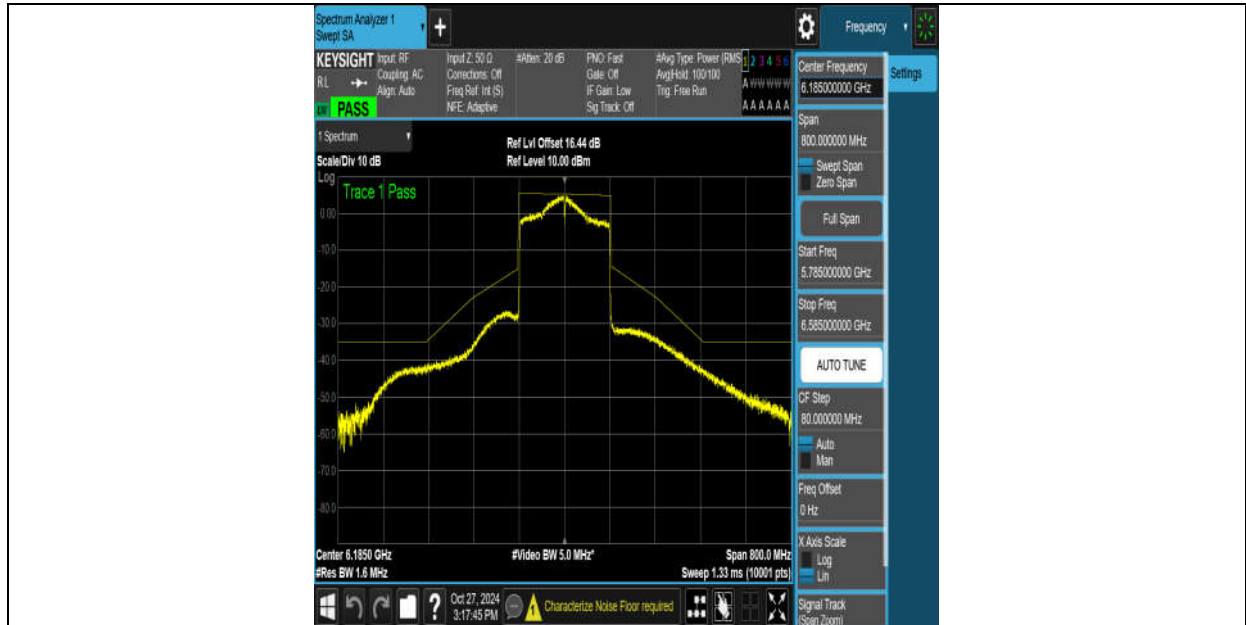 Spectrum Analyzer 1
Swept SA
+
Frequency
KEYSIGHT
RL
PASS
Input: RF
Coupling: AC
Align: Auto
Input Z: 50 Ω
Corrections: Off
Freq Ref: Int (S)
NFE: Adaptive
#Atten: 20 dB
PNO: Fast
Gate: Off
IF Gain: Low
Sig Track: Off
#Avg Type: Power (RMS
Avg|Hold: 100/100
Trig: Free Run
1 2 3 4 5 6
A W W W W W
A A A A A A
1 Spectrum
Scale/Div 10 dB
Ref Lvl Offset 16.44 dB
Ref Level 10.00 dBm
Log
Trace 1 Pass
0.00
-10.0
-20.0
-30.0
-40.0
-50.0
-60.0
-70.0
-80.0
Center 6.1850 GHz
#Res BW 1.6 MHz
#Video BW 5.0 MHz*
Span 800.0 MHz
Sweep 1.33 ms (10001 pts)
Center Frequency
6.185000000 GHz
Settings
Span
800.000000 MHz
Swept Span
Zero Span
Full Span
Start Freq
5.785000000 GHz
Stop Freq
6.585000000 GHz
AUTO TUNE
CF Step
80.000000 MHz
Auto
Man
Freq Offset
0 Hz
X Axis Scale
Log
Lin
Signal Track
(Span Zoom)
?
Oct 27, 2024
3:17:45 PM
Characterize Noise Floor required